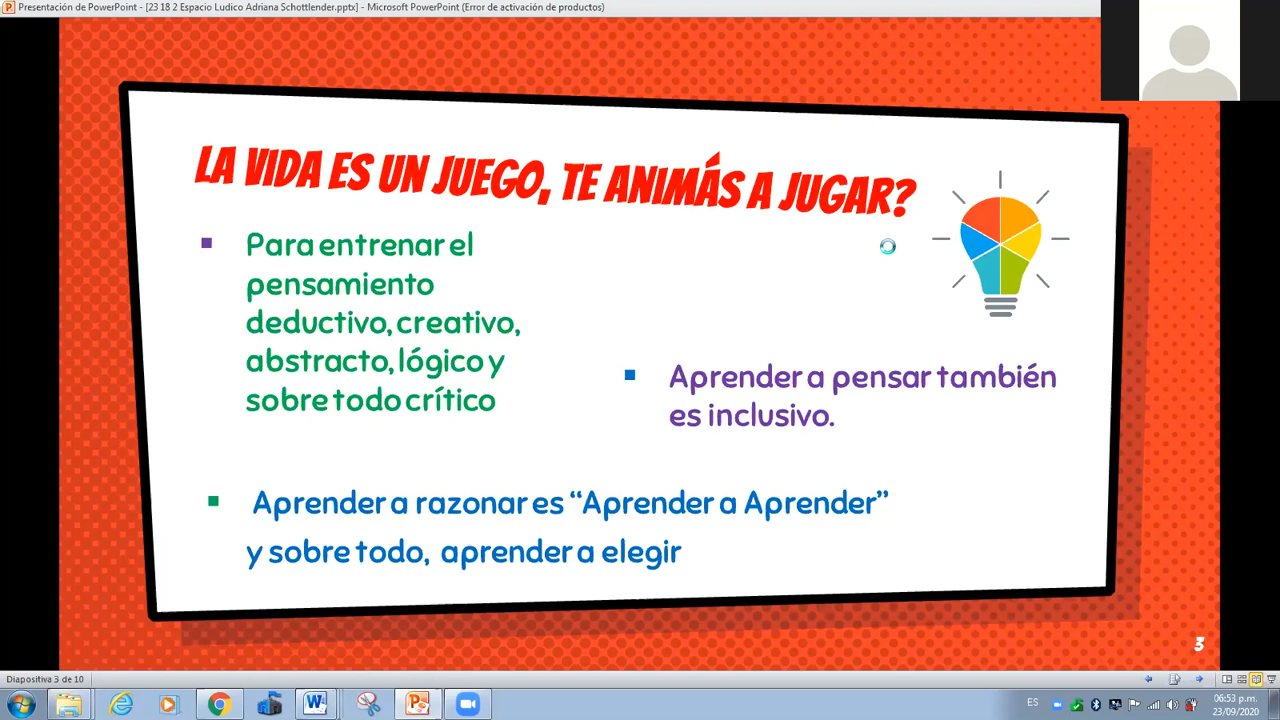 Presentación de PowerPoint - [23 18 2 Espacio Ludico Adriana Schottlender.pptx] - Microsoft PowerPoint (Error de activación de productos)
LA VIDA ES UN JUEGO, TE ANIMÁS A JUGAR?
Para entrenar el
pensamiento
deductivo, creativo,
abstracto, lógico y
sobre todo crítico
Aprender a pensar también
es inclusivo.
Aprender a razonar es “Aprender a Aprender”
y sobre todo, aprender a elegir
3
Diapositiva 3 de 10
ES
06:53 p.m.
23/09/2020